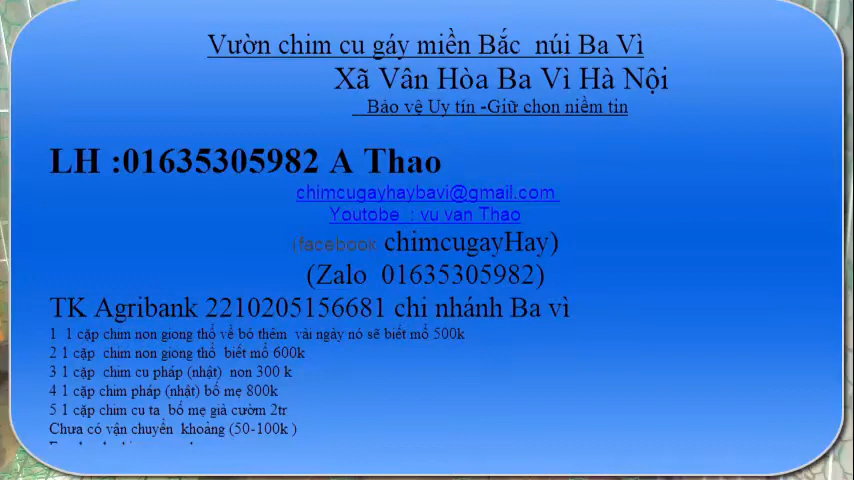 Vườn chim cu gáy miền Bắc núi Ba Vì
Xã Vân Hòa Ba Vì Hà Nội
Bảo vệ Uy tín -Giữ chon niềm tin
LH :01635305982 A Thao
chimcugayhaybavi@gmail.com
Youtobe : vu van Thao
(facebook chimcugayHay)
(Zalo 01635305982)
TK Agribank 2210205156681 chi nhánh Ba vì
1 1 cặp chim non giong thổ về bó thêm vài ngày nó sẽ biết mổ 500k
2 1 cặp chim non giong thổ biết mổ 600k
3 1 cặp chim cu pháp (nhật) non 300 k
4 1 cặp chim pháp (nhật) bố mẹ 800k
5 1 cặp chim cu ta bố mẹ già cườm 2tr
Chưa có vận chuyển khoảng (50-100k )